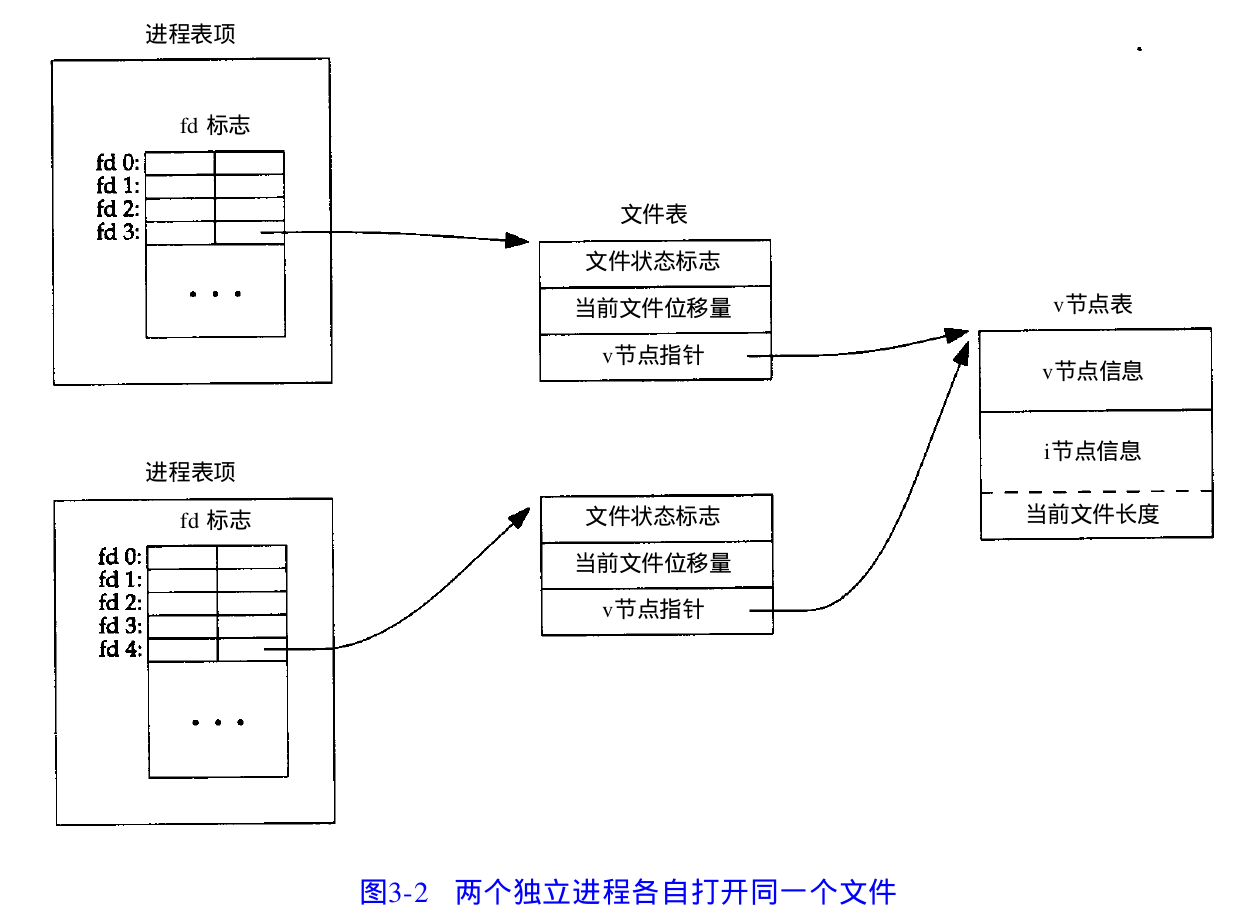 进程表项
fd 标志
fd 0:
fd 1:
fd 2:
fd 3:
文件表
文件状态标志
当前文件位移量
v节点指针
v节点表
v节点信息
i节点信息
当前文件长度
进程表项
fd 标志
fd 0:
fd 1:
fd 2:
fd 3:
fd 4:
文件状态标志
当前文件位移量
v节点指针
图3-2 两个独立进程各自打开同一个文件